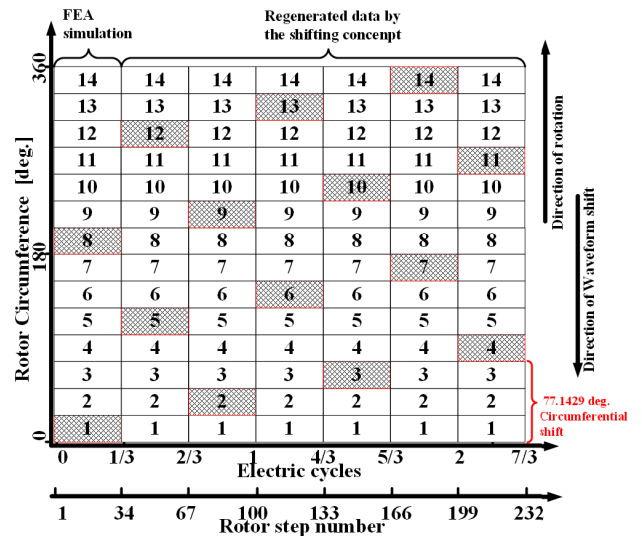 FEA simulation
Regenerated data by the shifting concenpt
360
14 14 14 14 14 14 14
13 13 13 13 13 13 13
12 12 12 12 12 12 12
11 11 11 11 11 11 11
10 10 10 10 10 10 10
9 9 9 9 9 9 9
8 8 8 8 8 8 8
180
7 7 7 7 7 7 7
6 6 6 6 6 6 6
5 5 5 5 5 5 5
4 4 4 4 4 4 4
3 3 3 3 3 3 3
2 2 2 2 2 2 2
1 1 1 1 1 1 1
0
Rotor Circumference [deg.]
Direction of rotation
Direction of Waveform shift
77.1429 deg.
Circumferential
shift
0 1/3 2/3 1 4/3 5/3 2 7/3
Electric cycles
1 34 67 100 133 166 199 232
Rotor step number